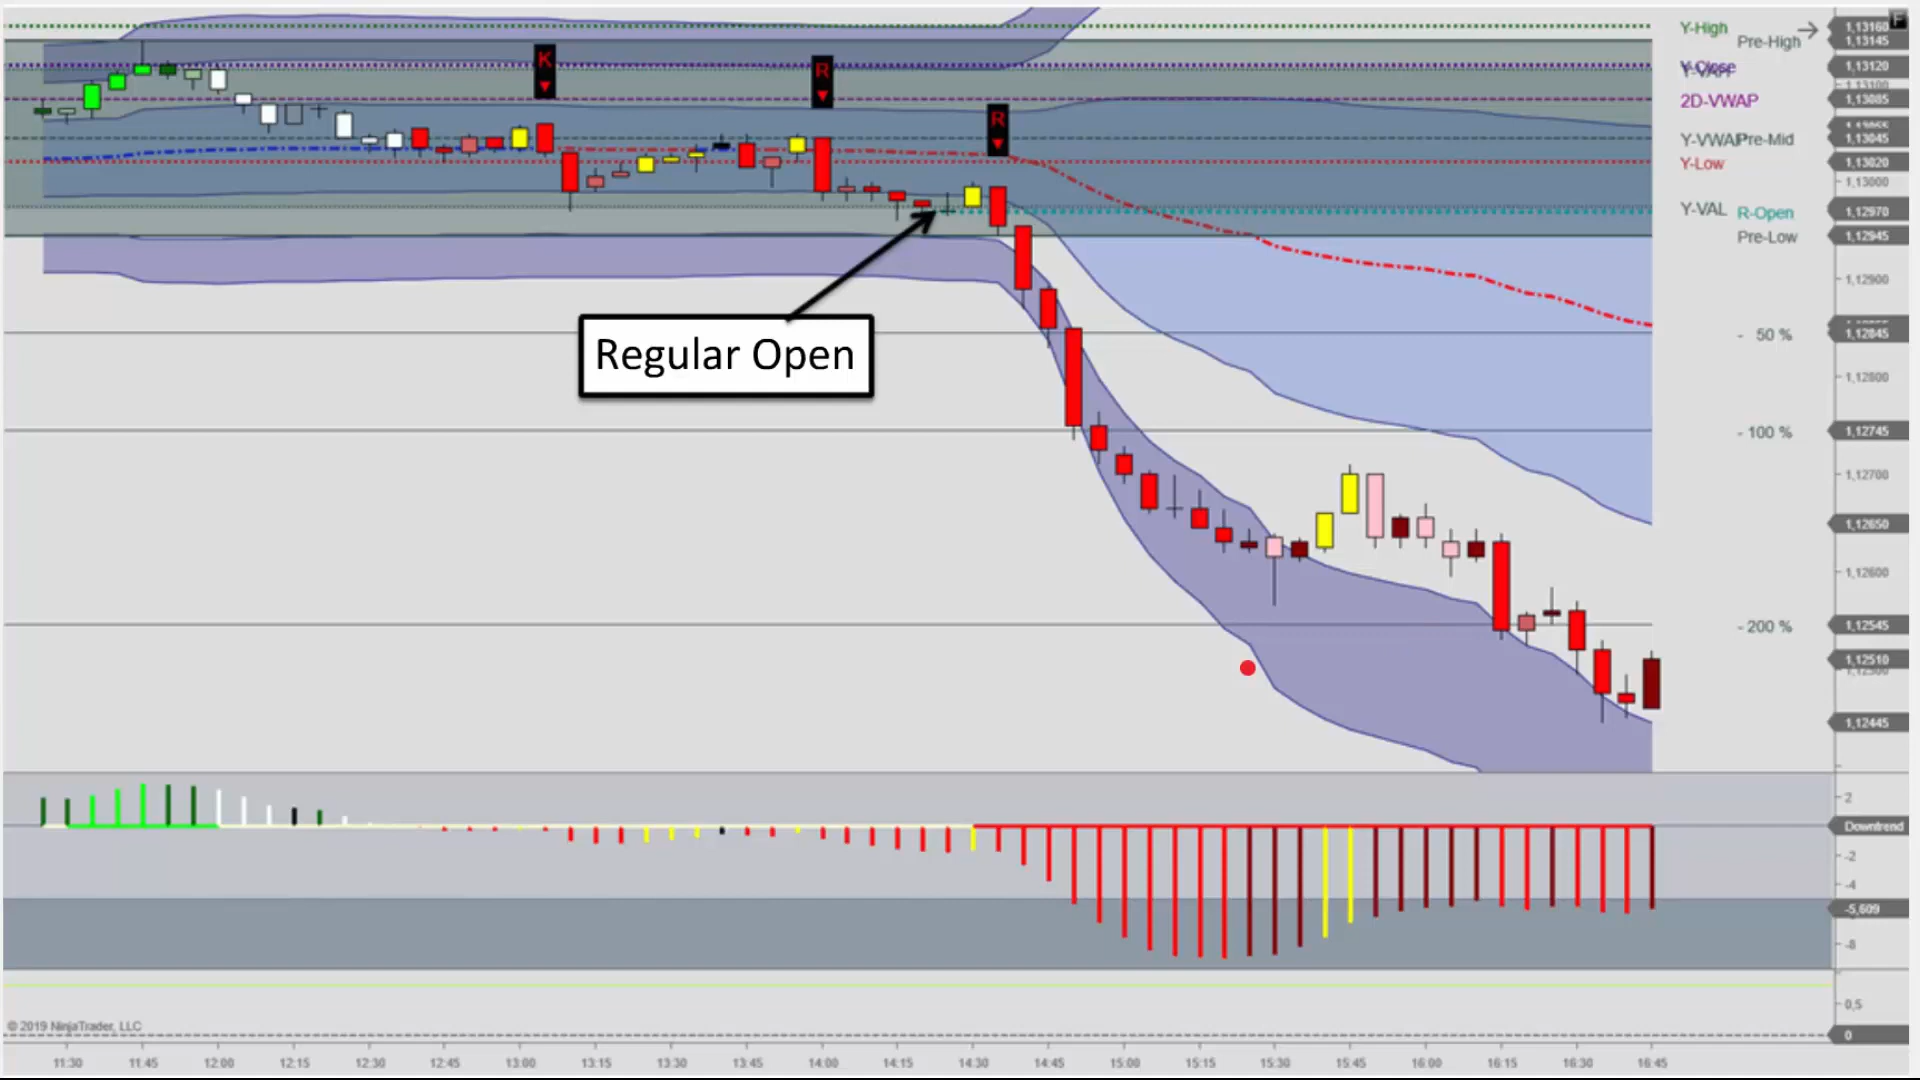 F
Y-High
Pre-High
1,13160
1,13145
K
R
Y-Close
1,13120
2D-VWAP
1,13100
1,13085
R
Y-VWAP
Pre-Mid
1,13045
Y-Low
1,13020
1,13000
Y-VAL
R-Open
1,12970
Pre-Low
1,12945
1,12900
Regular Open
- 50 %
1,12845
1,12800
- 100 %
1,12745
1,12700
1,12650
1,12600
- 200 %
1,12545
1,12510
1,12500
1,12445
2
Downtrend
-2
-4
-5,609
-8
0,5
© 2019 NinjaTrader, LLC
0
11:30 11:45 12:00 12:15 12:30 12:45 13:00 13:15 13:30 13:45 14:00 14:15 14:30 14:45 15:00 15:15 15:30 15:45 16:00 16:15 16:30 16:45